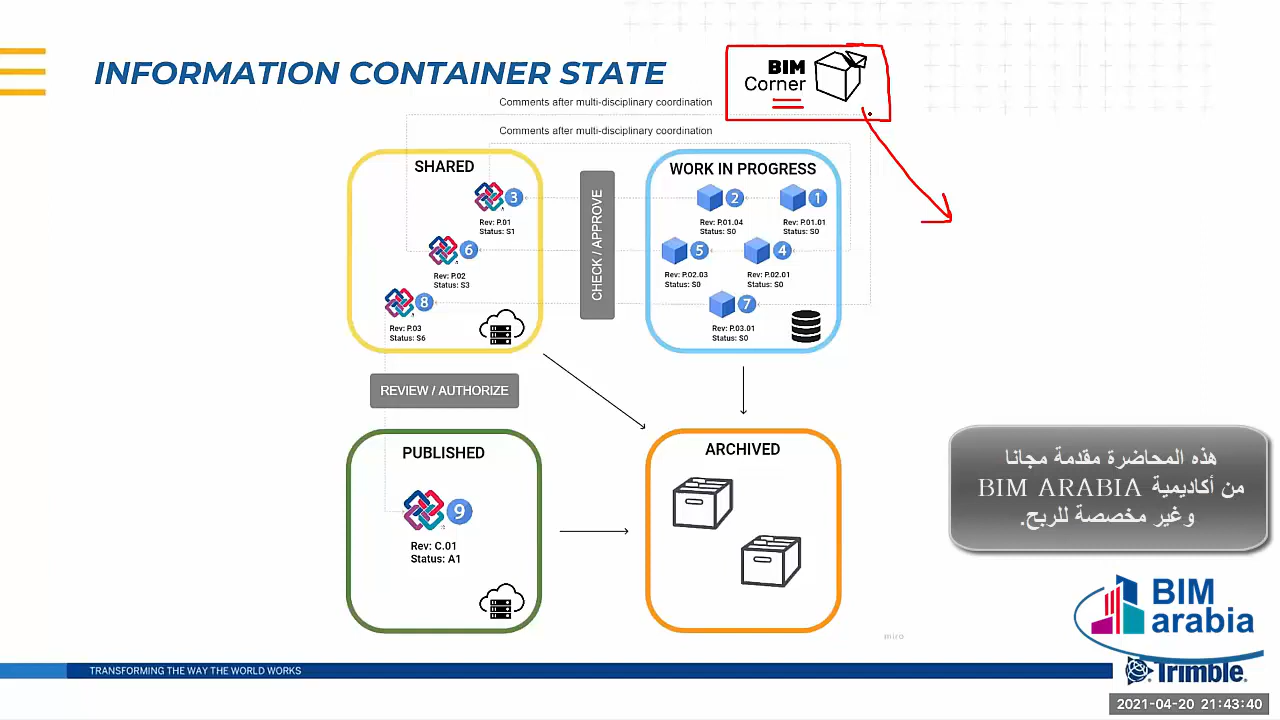 INFORMATION CONTAINER STATE
BIM
Corner
Comments after multi-disciplinary coordination
Comments after multi-disciplinary coordination
SHARED
3
Rev: P.01
Status: S1
6
Rev: P.02
Status: S3
8
Rev: P.03
Status: S6
CHECK / APPROVE
WORK IN PROGRESS
2
1
Rev: P.01.04
Status: S0
Rev: P.01.01
Status: S0
5
4
Rev: P.02.03
Status: S0
Rev: P.02.01
Status: S0
7
Rev: P.03.01
Status: S0
REVIEW / AUTHORIZE
PUBLISHED
9
Rev: C.01
Status: A1
ARCHIVED
miro
هذه المحاضرة مقدمة مجانا
من أكاديمية BIM ARABIA
وغير مخصصة للربح.
BIM
arabia
TRANSFORMING THE WAY THE WORLD WORKS
Trimble.
2021-04-20 21:43:40